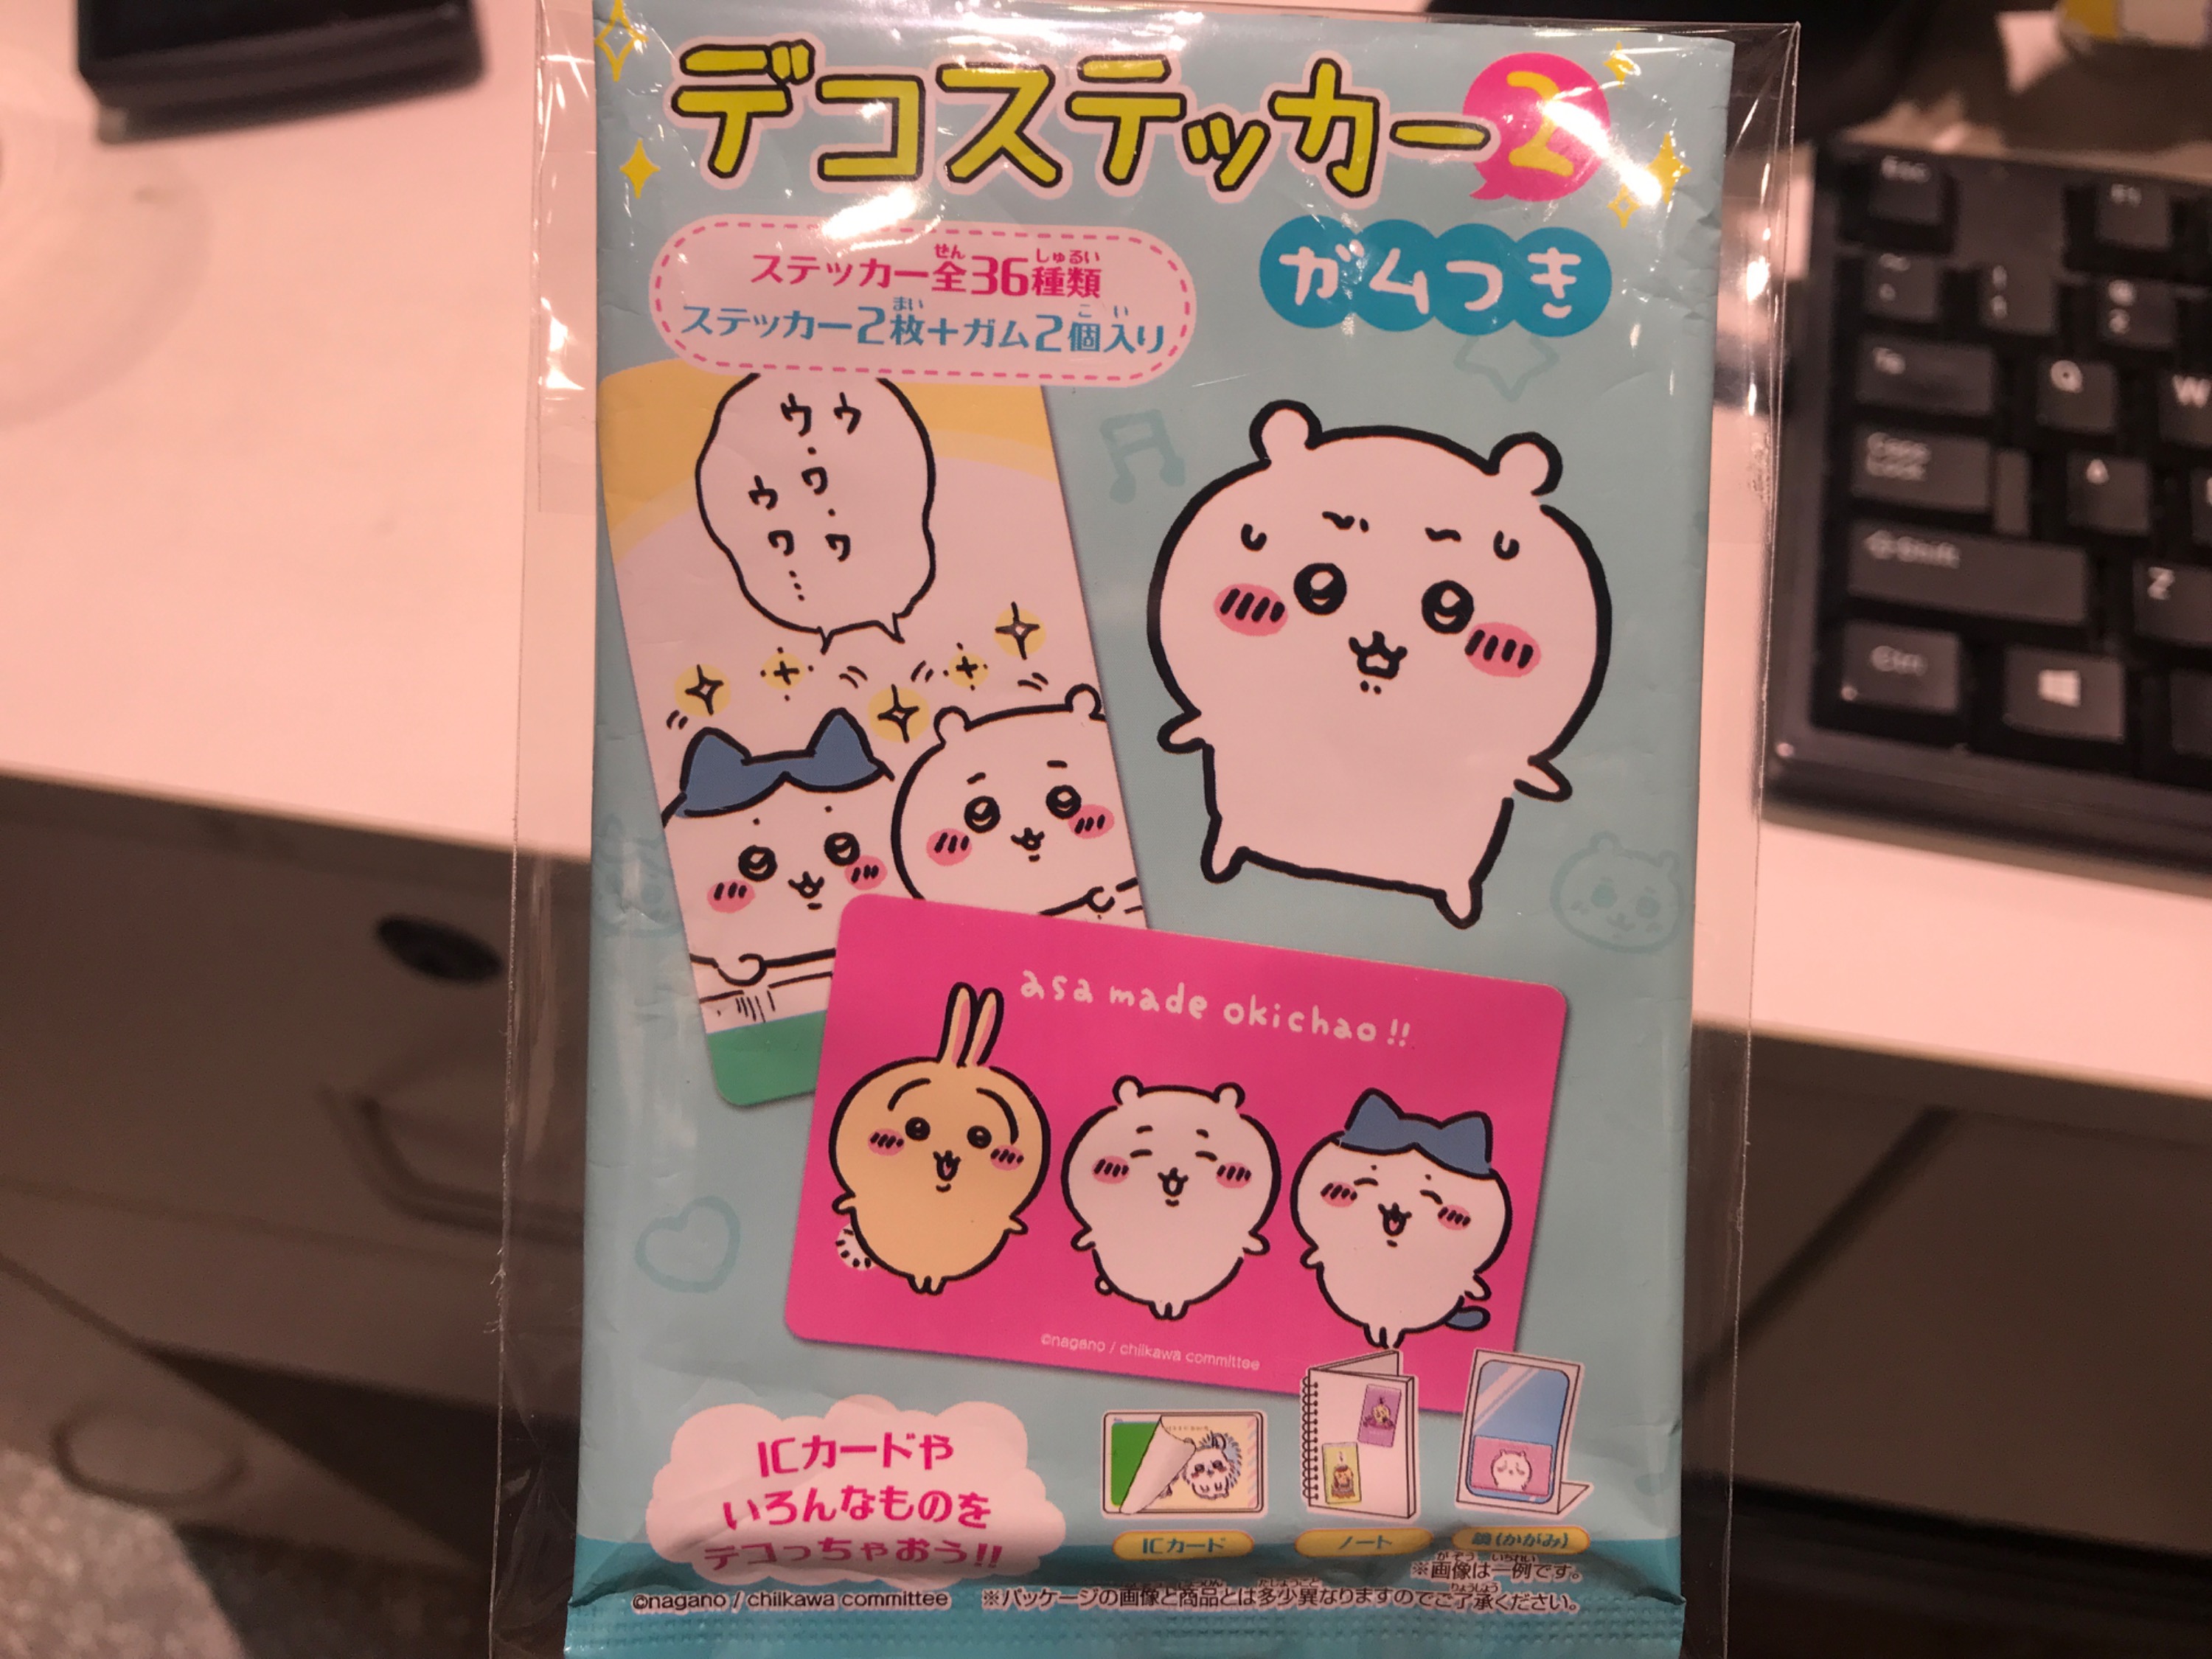 デコステッカー2
ガムつき
ステッカー全36種類
ステッカー2枚+ガム2個入り
ウ・ワ・ワ
ウワ…
asa made okichao!!
©nagano / chiikawa committee
ICカードや
いろんなものを
デコっちゃおう!!
ICカード
ノート
鏡(かがみ)
※画像は一例です。
©nagano / chiikawa committee ※パッケージの画像と商品とは多少異なりますのでご了承ください。
Esc
F1
Q
W
Caps Lock
A
Shift
Z
Ctrl